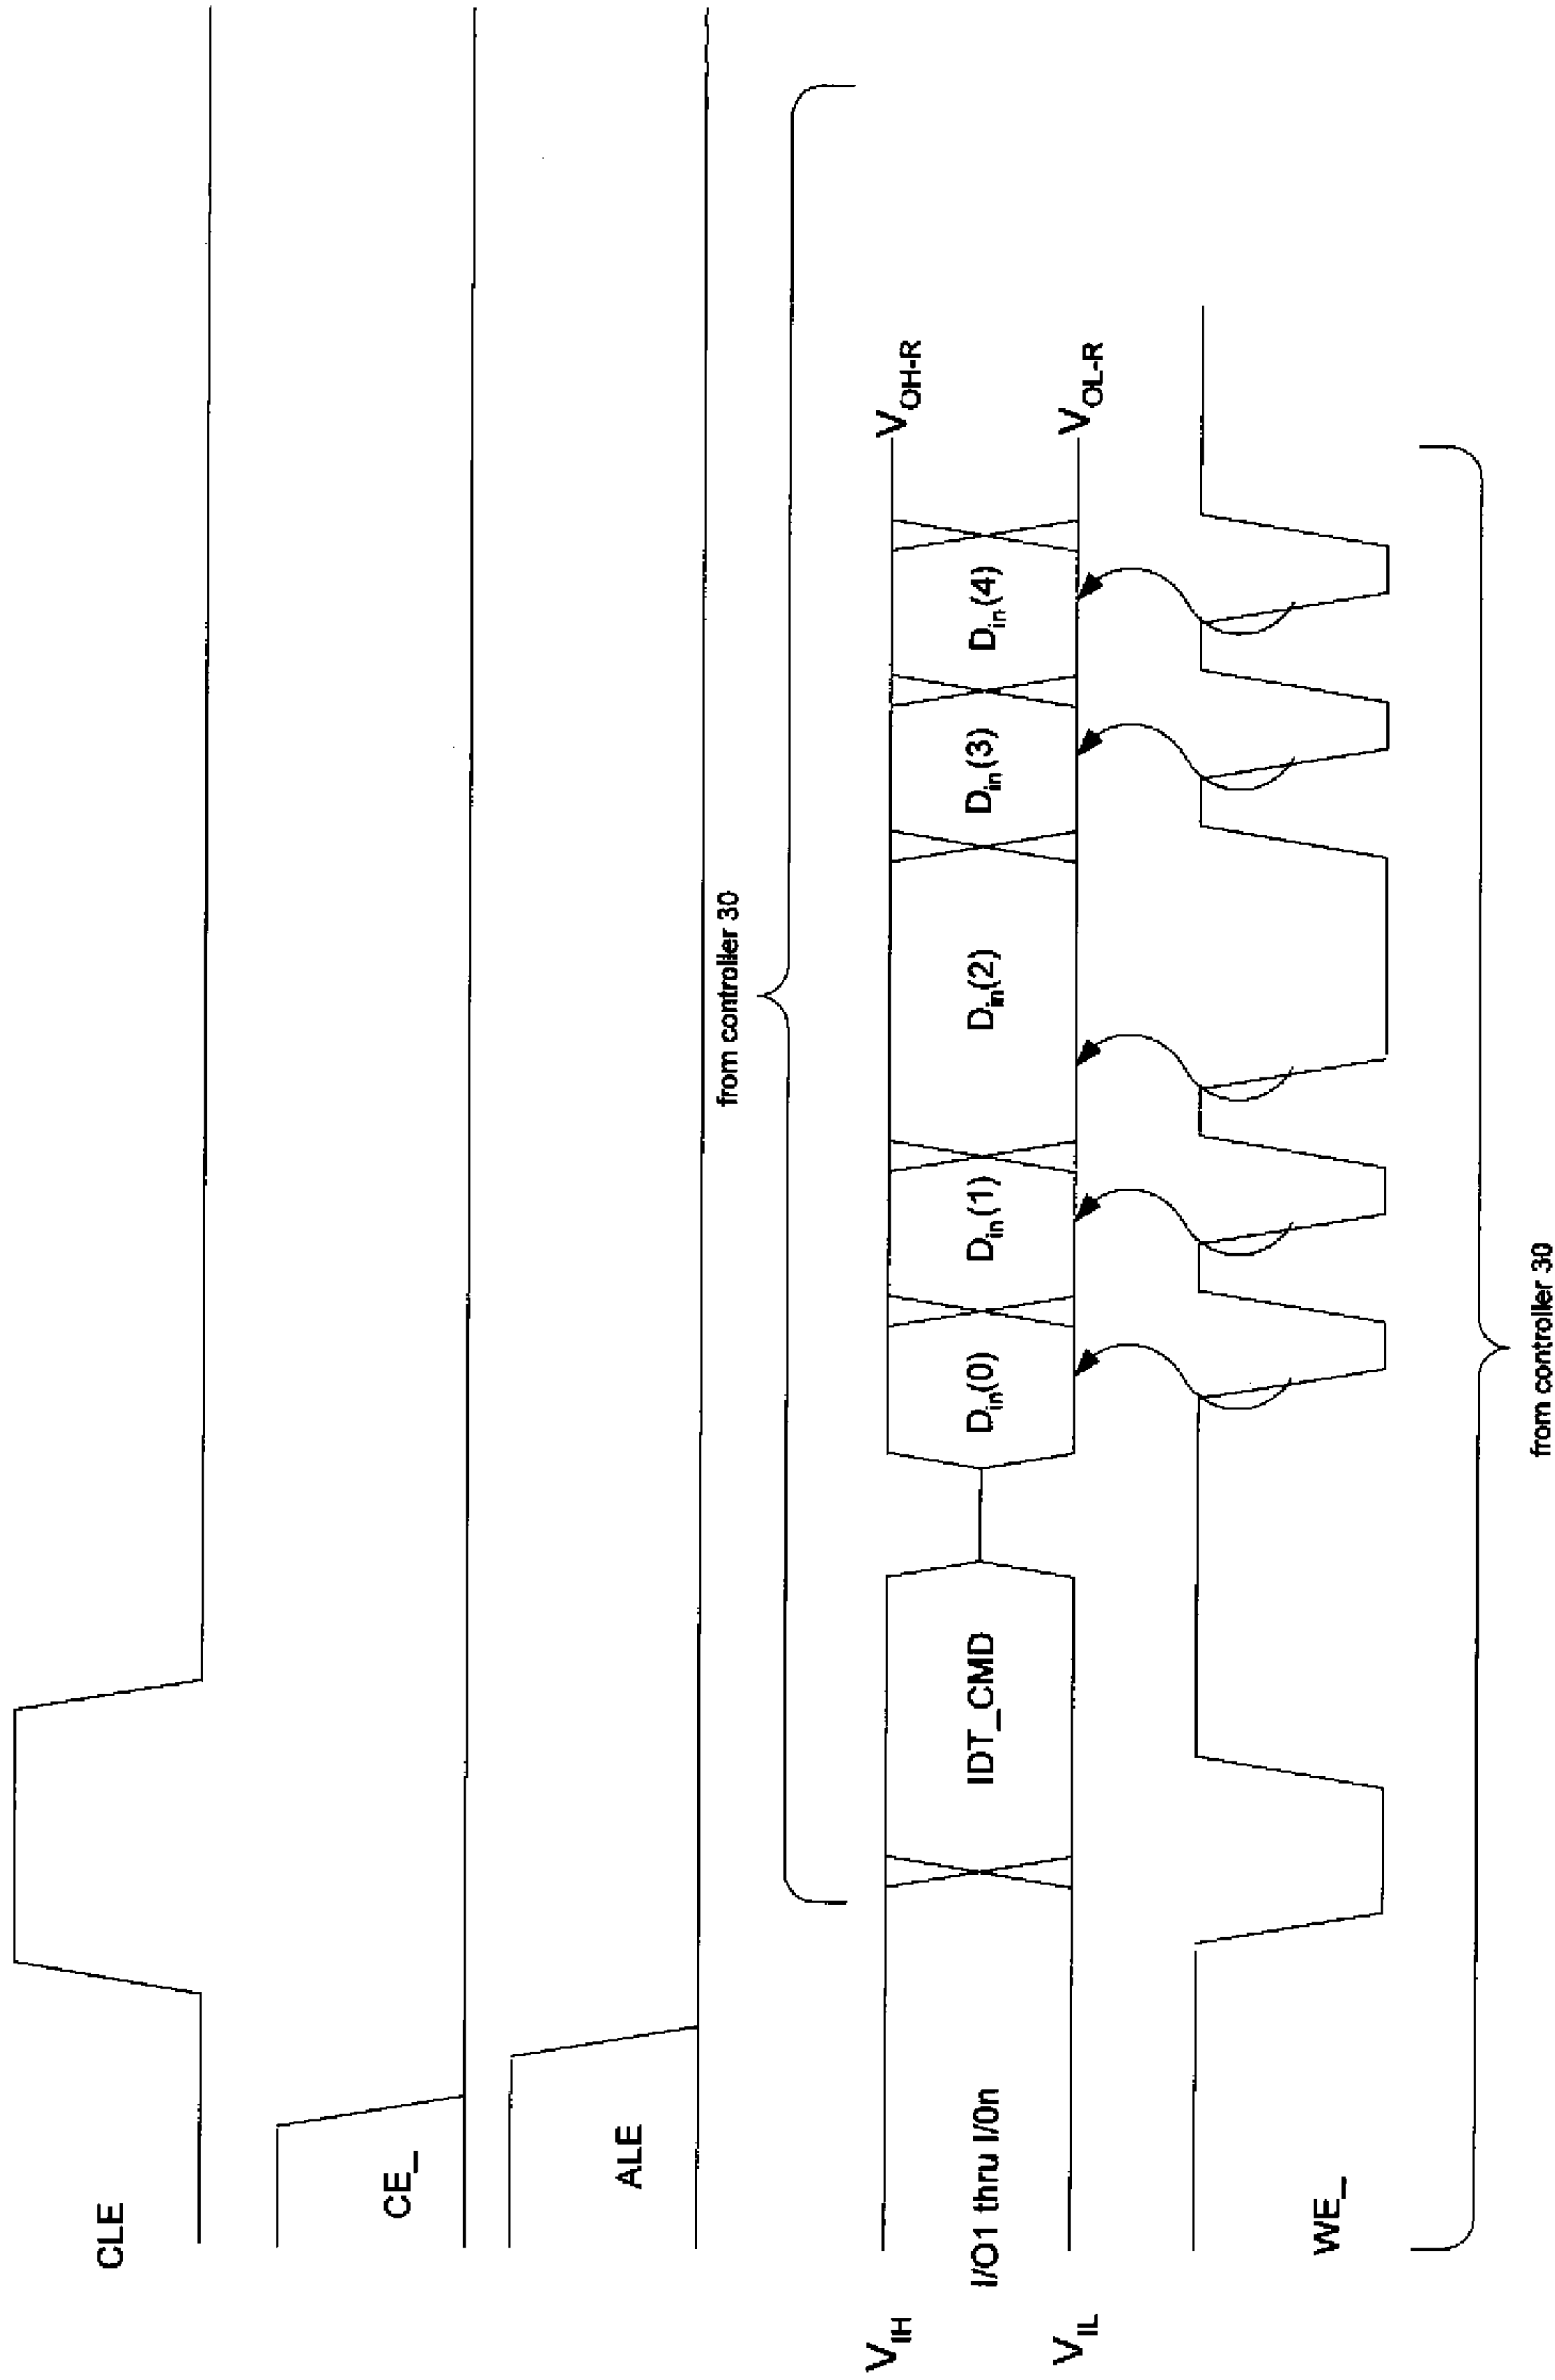 CLE
CE_
ALE
from controller 30
V_IH
I/O1 thru I/0n
V_IL
IDT_CMD
D_in(0)
D_in(1)
D_in(2)
D_in(3)
D_in(4)
V_OH-R
V_OL-R
WE_
from controller 30